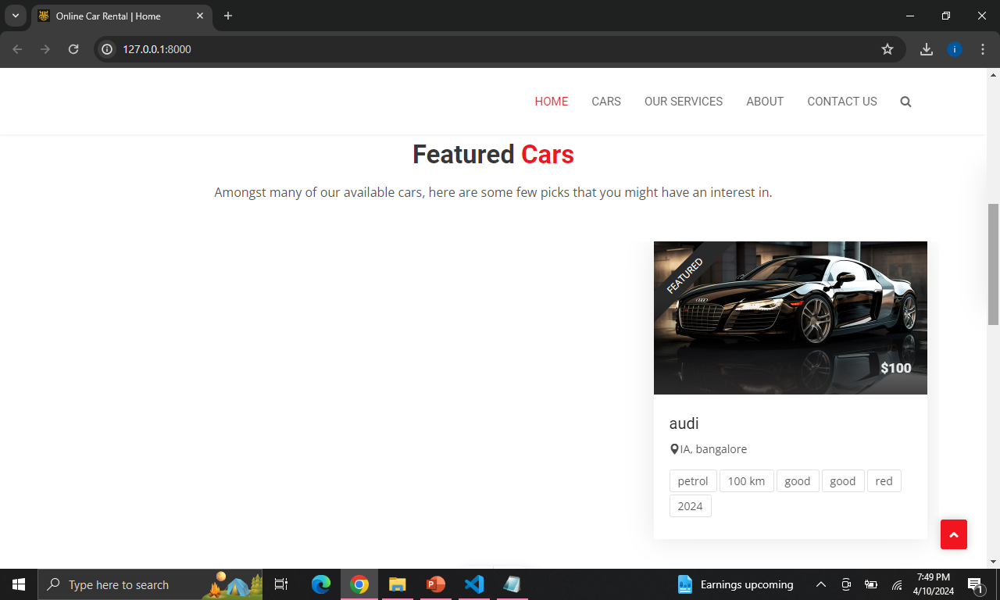 Online Car Rental | Home
127.0.0.1:8000
HOME CARS OUR SERVICES ABOUT CONTACT US
Featured Cars
Amongst many of our available cars, here are some few picks that you might have an interest in.
FEATURED
$100
audi
IA, bangalore
petrol 100 km good good red
2024
Type here to search
Earnings upcoming
7:49 PM
4/10/2024
1
i